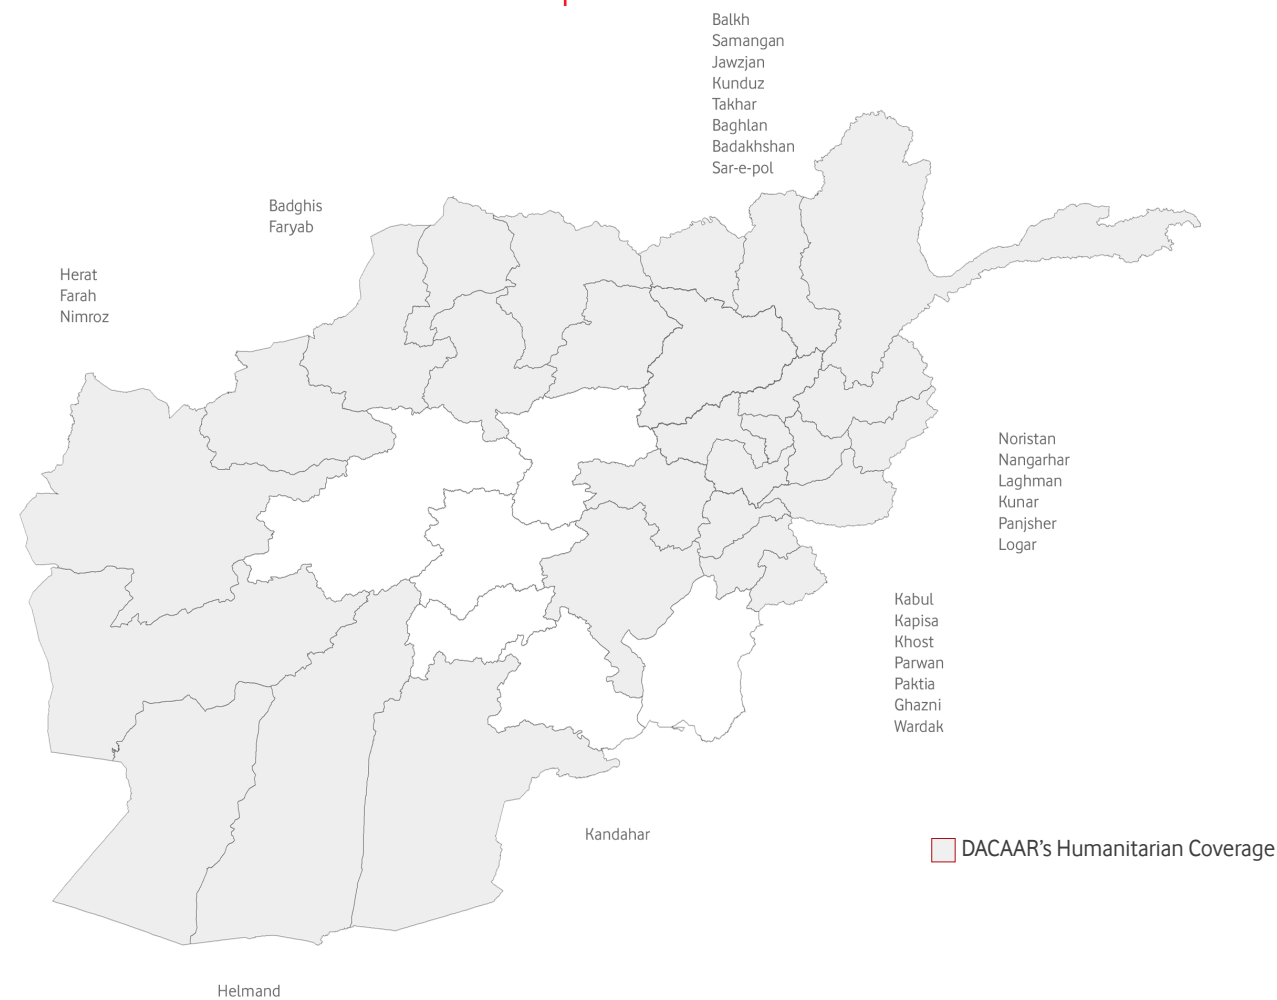 Balkh
Samangan
Jawzjan
Kunduz
Takhar
Baghlan
Badakhshan
Sar-e-pol
Badghis
Faryab
Herat
Farah
Nimroz
Noristan
Nangarhar
Laghman
Kunar
Panjsher
Logar
Kabul
Kapisa
Khost
Parwan
Paktia
Ghazni
Wardak
Kandahar
DACAAR’s Humanitarian Coverage
Helmand